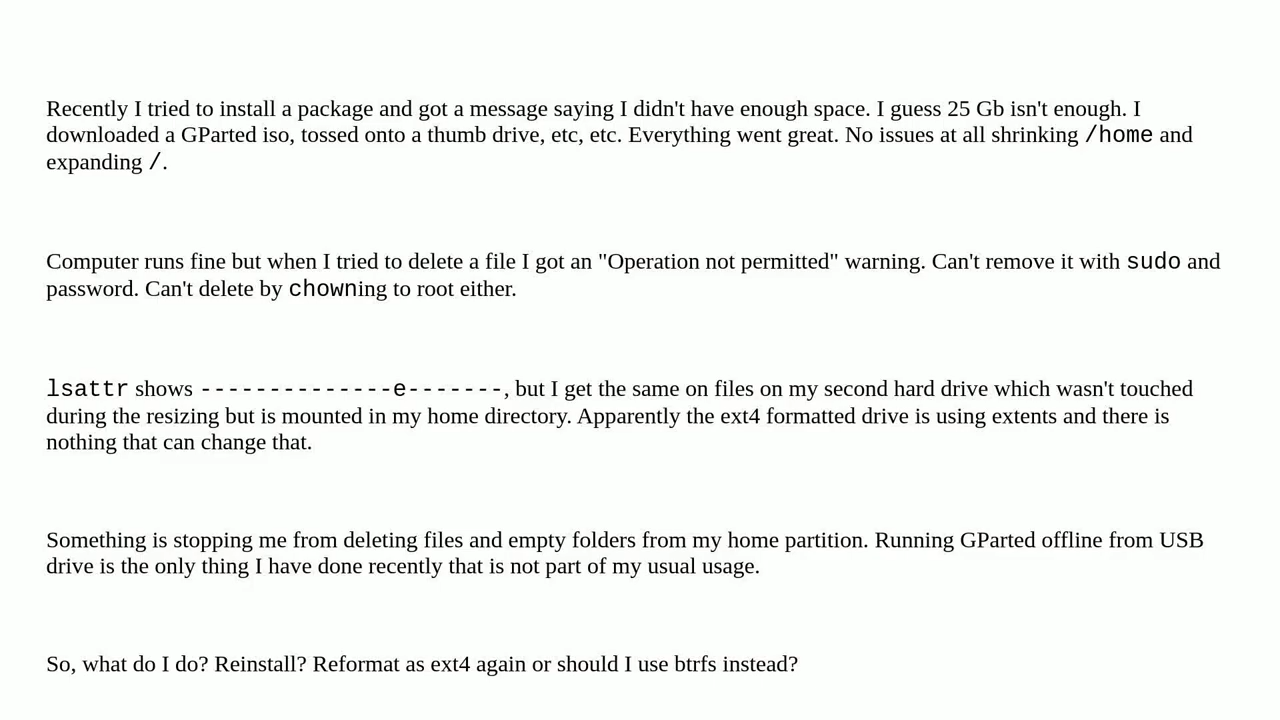 Recently I tried to install a package and got a message saying I didn't have enough space. I guess 25 Gb isn't enough. I
downloaded a GParted iso, tossed onto a thumb drive, etc, etc. Everything went great. No issues at all shrinking /home and
expanding /.
Computer runs fine but when I tried to delete a file I got an "Operation not permitted" warning. Can't remove it with sudo and
password. Can't delete by chowning to root either.
lsattr shows --------------e-------, but I get the same on files on my second hard drive which wasn't touched
during the resizing but is mounted in my home directory. Apparently the ext4 formatted drive is using extents and there is
nothing that can change that.
Something is stopping me from deleting files and empty folders from my home partition. Running GParted offline from USB
drive is the only thing I have done recently that is not part of my usual usage.
So, what do I do? Reinstall? Reformat as ext4 again or should I use btrfs instead?